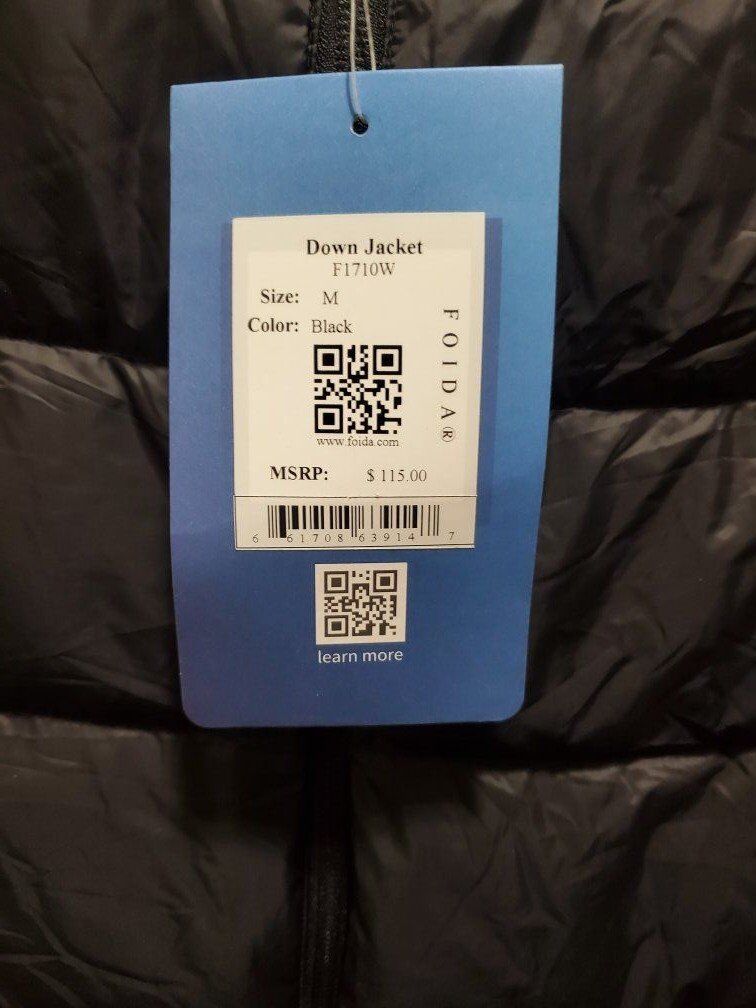 Down Jacket
F1710W
Size: M
Color: Black
FOIDA®
www.foida.com
MSRP: $ 115.00
6 61708 63914 7
learn more